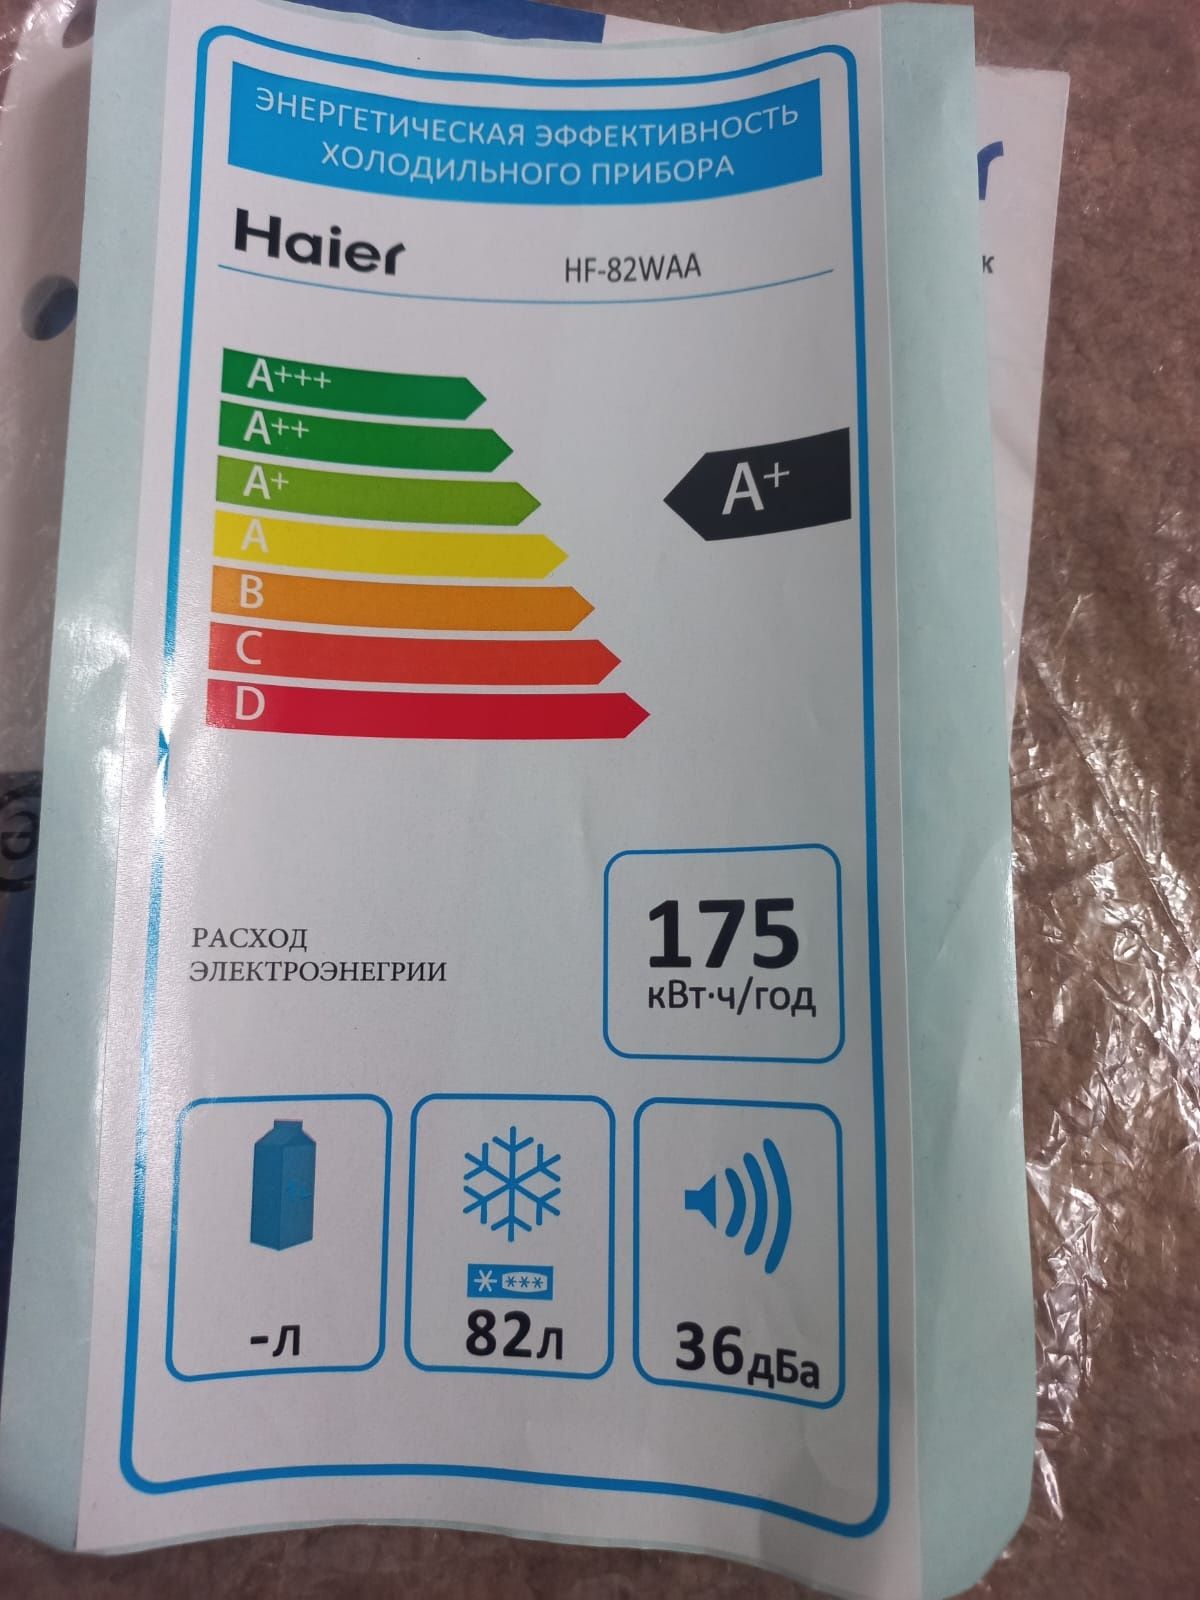 ЭНЕРГЕТИЧЕСКАЯ ЭФФЕКТИВНОСТЬ
ХОЛОДИЛЬНОГО ПРИБОРА
Haier HF-82WAA
A+++
A++
A+
A+
A
B
C
D
РАСХОД
ЭЛЕКТРОЭНЕГРИИ
175
кВт·ч/год
-л
82л
36дБа